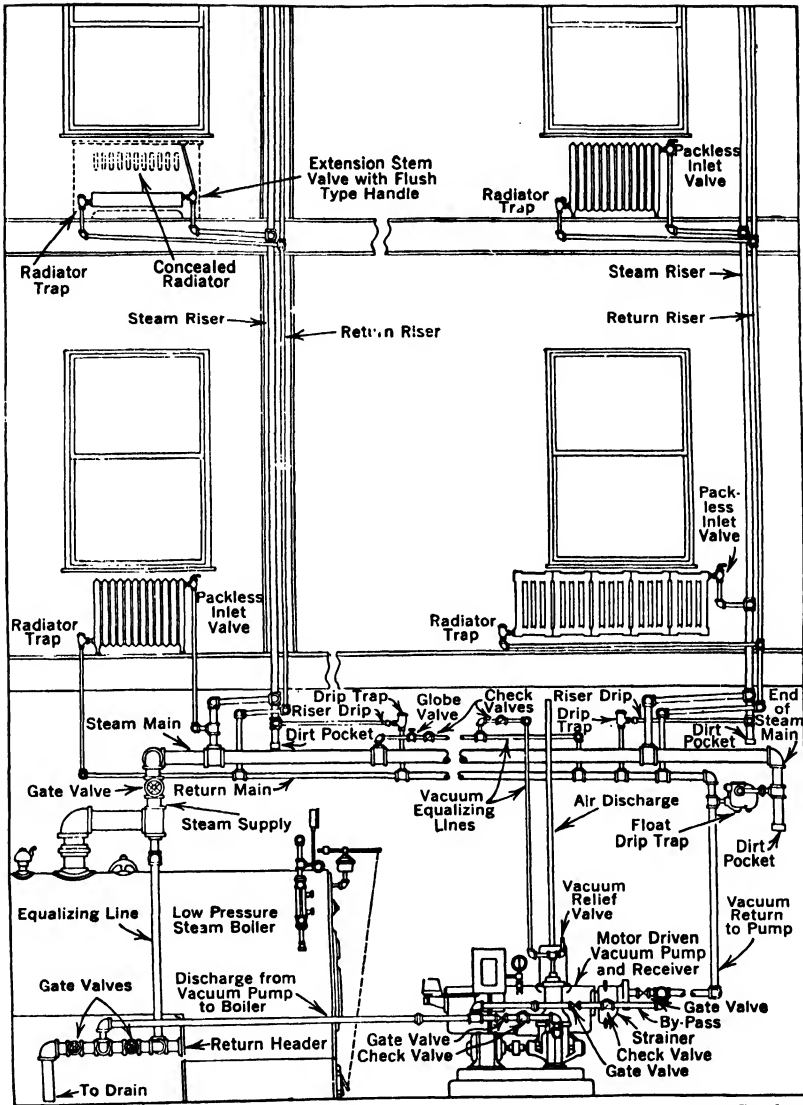 Extension Stem
Valve with Flush
Type Handle
Packless
Inlet
Valve
Radiator
Trap
Radiator
Trap
Concealed
Radiator
Steam Riser
Steam Riser
Return Riser
Return Riser
Pack-
less
Inlet
Valve
Packless
Inlet
Valve
Radiator
Trap
Radiator
Trap
Drip Trap
Riser Drip
Globe
Valve
Check
Valves
Riser Drip
Drip
Trap
End
of
Steam
Main
Steam Main
Dirt Pocket
Dirt
Pocket
Gate Valve
Return Main
Steam Supply
Vacuum
Equalizing
Lines
Air Discharge
Float
Drip Trap
Dirt
Pocket
Equalizing Line
Low Pressure
Steam Boiler
Vacuum
Relief
Valve
Vacuum
Return
to Pump
Motor Driven
Vacuum Pump
and Receiver
Gate Valves
Discharge from
Vacuum Pump
to Boiler
Gate Valve
By-Pass
Strainer
Check Valve
Gate Valve
Gate Valve
Check Valve
Return Header
To Drain